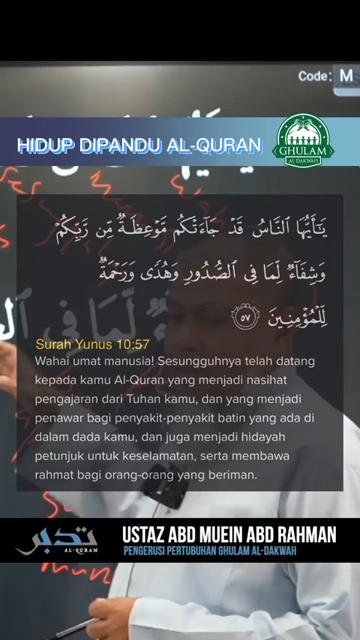 Code: M
HIDUP DIPANDU AL-QURAN
GHULAM
AL-DAKWAH
يَـٰٓأَيُّهَا ٱلنَّاسُ قَدْ جَآءَتْكُم مَّوْعِظَةٌ مِّن رَّبِّكُمْ
وَشِفَآءٌ لِّمَا فِى ٱلصُّدُورِ وَهُدًى وَرَحْمَةٌ
لِّلْمُؤْمِنِينَ ٥٧
Surah Yunus 10:57
Wahai umat manusia! Sesungguhnya telah datang
kepada kamu Al-Quran yang menjadi nasihat
pengajaran dari Tuhan kamu, dan yang menjadi
penawar bagi penyakit-penyakit batin yang ada di
dalam dada kamu, dan juga menjadi hidayah
petunjuk untuk keselamatan, serta membawa
rahmat bagi orang-orang yang beriman.
تدبر
AL-QURAN
USTAZ ABD MUEIN ABD RAHMAN
PENGERUSI PERTUBUHAN GHULAM AL-DAKWAH